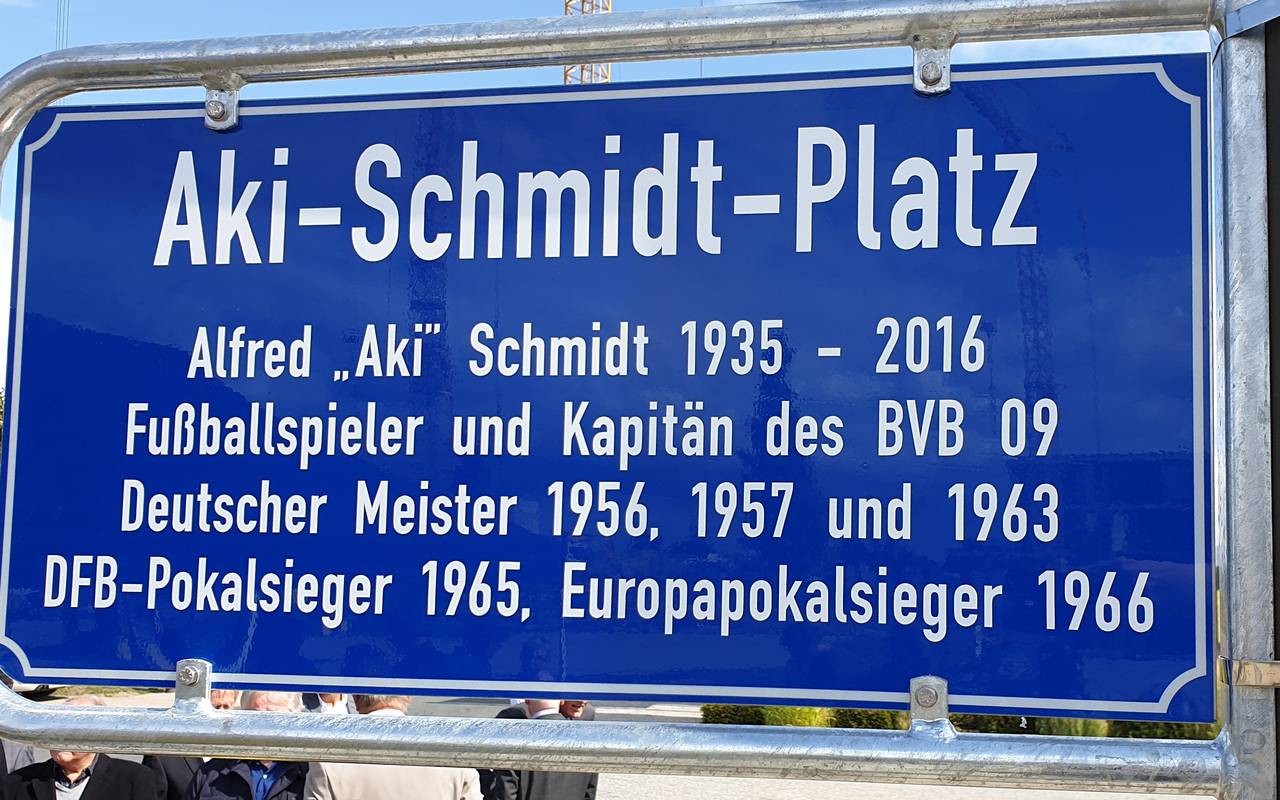 Aki-Schmidt-Platz
Alfred „Aki” Schmidt 1935 - 2016
Fußballspieler und Kapitän des BVB 09
Deutscher Meister 1956, 1957 und 1963
DFB-Pokalsieger 1965, Europapokalsieger 1966